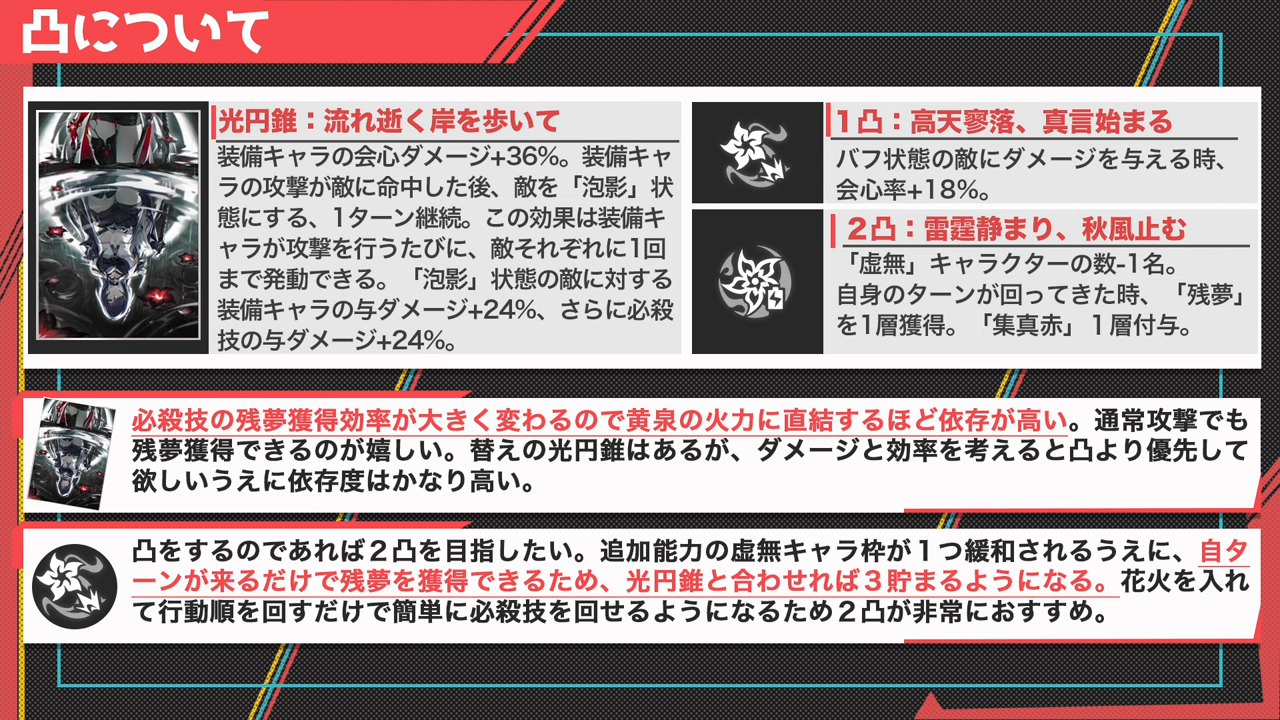 凸について
光円錐：流れ逝く岸を歩いて
装備キャラの会心ダメージ+36%。装備キャ
ラの攻撃が敵に命中した後、敵を「泡影」状
態にする、1ターン継続。この効果は装備キ
ャラが攻撃を行うたびに、敵それぞれに1回
まで発動できる。「泡影」状態の敵に対する
装備キャラの与ダメージ+24%、さらに必殺
技の与ダメージ+24%。
１凸：高天寥落、真言始まる
バフ状態の敵にダメージを与える時、
会心率+18%。
２凸：雷霆静まり、秋風止む
「虚無」キャラクターの数-1名。
自身のターンが回ってきた時、「残夢」
を1層獲得。「集真赤」１層付与。
必殺技の残夢獲得効率が大きく変わるので黄泉の火力に直結するほど依存が高い。通常攻撃でも
残夢獲得できるのが嬉しい。替えの光円錐はあるが、ダメージと効率を考えると凸より優先して
欲しいうえに依存度はかなり高い。
凸をするのであれば２凸を目指したい。追加能力の虚無キャラ枠が１つ緩和されるうえに、自タ
ーンが来るだけで残夢を獲得できるため、光円錐と合わせれば３貯まるようになる。花火を入れ
て行動順を回すだけで簡単に必殺技を回せるようになるため２凸が非常におすすめ。